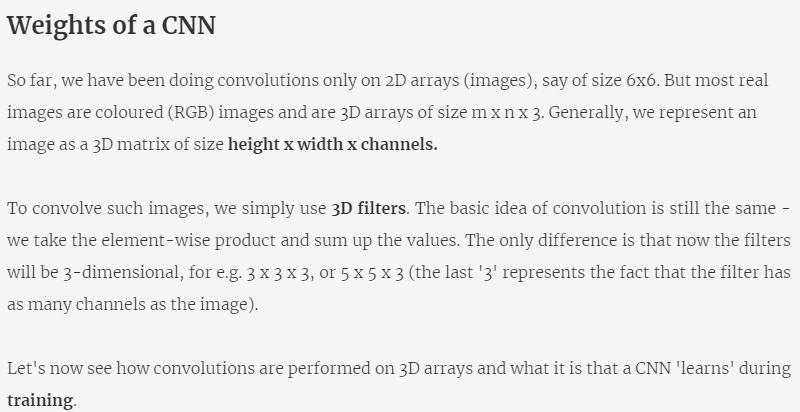 Weights of a CNN
So far, we have been doing convolutions only on 2D arrays (images), say of size 6x6. But most real
images are coloured (RGB) images and are 3D arrays of size m x n x 3. Generally, we represent an
image as a 3D matrix of size height x width x channels.
To convolve such images, we simply use 3D filters. The basic idea of convolution is still the same -
we take the element-wise product and sum up the values. The only difference is that now the filters
will be 3-dimensional, for e.g. 3 x 3 x 3, or 5 x 5 x 3 (the last '3' represents the fact that the filter has
as many channels as the image).
Let's now see how convolutions are performed on 3D arrays and what it is that a CNN 'learns' during
training.